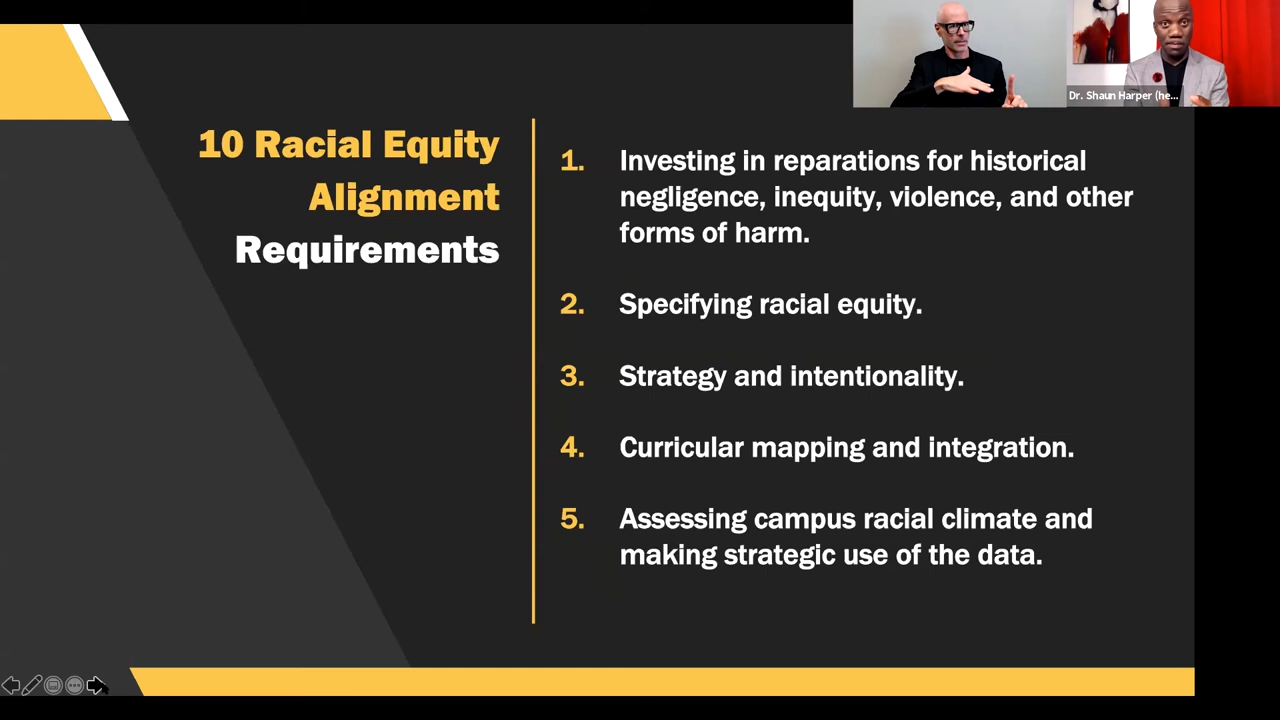 Dr. Shaun Harper (he...
10 Racial Equity
Alignment
Requirements
1. Investing in reparations for historical
negligence, inequity, violence, and other
forms of harm.
2. Specifying racial equity.
3. Strategy and intentionality.
4. Curricular mapping and integration.
5. Assessing campus racial climate and
making strategic use of the data.